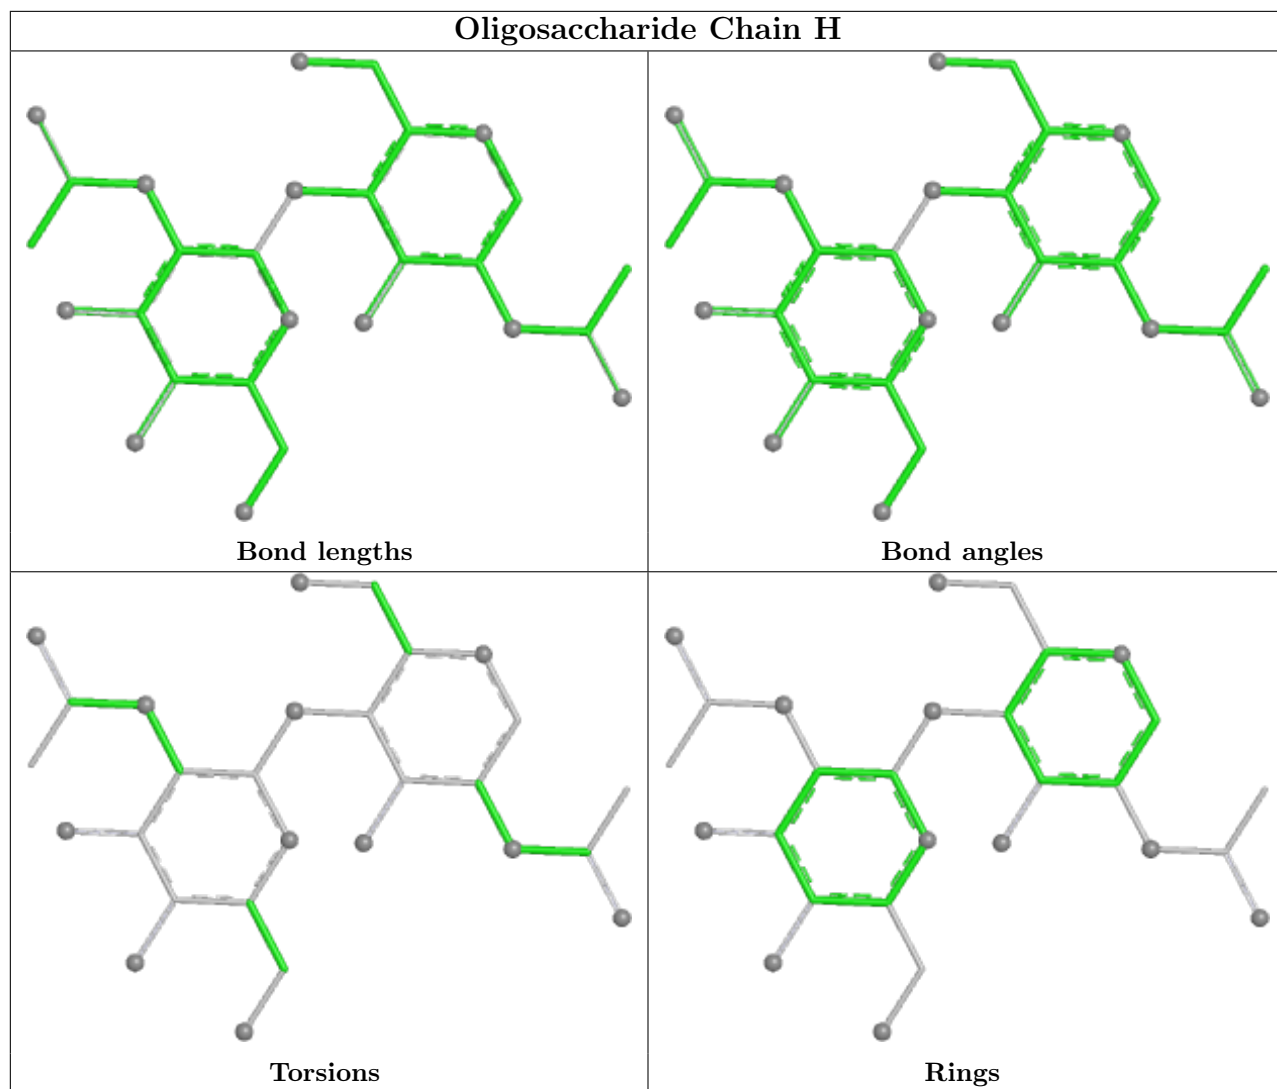 Oligosaccharide Chain H
Bond lengths
Bond angles
Torsions
Rings